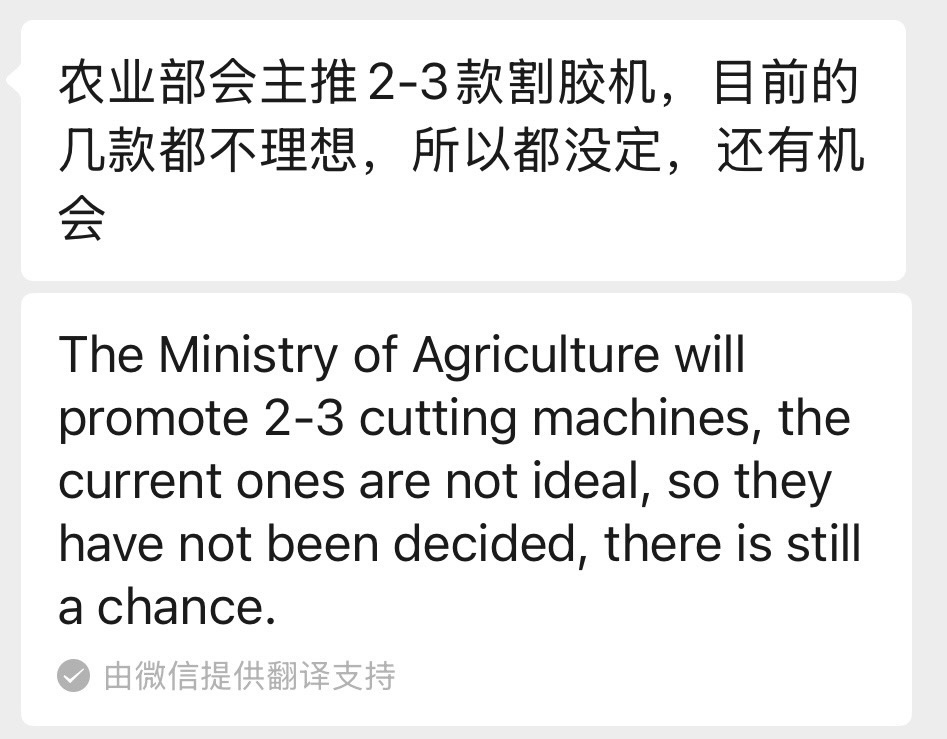 农业部会主推2-3款割胶机，目前的
几款都不理想，所以都没定，还有机
会
The Ministry of Agriculture will
promote 2-3 cutting machines, the
current ones are not ideal, so they
have not been decided, there is still
a chance.
由微信提供翻译支持